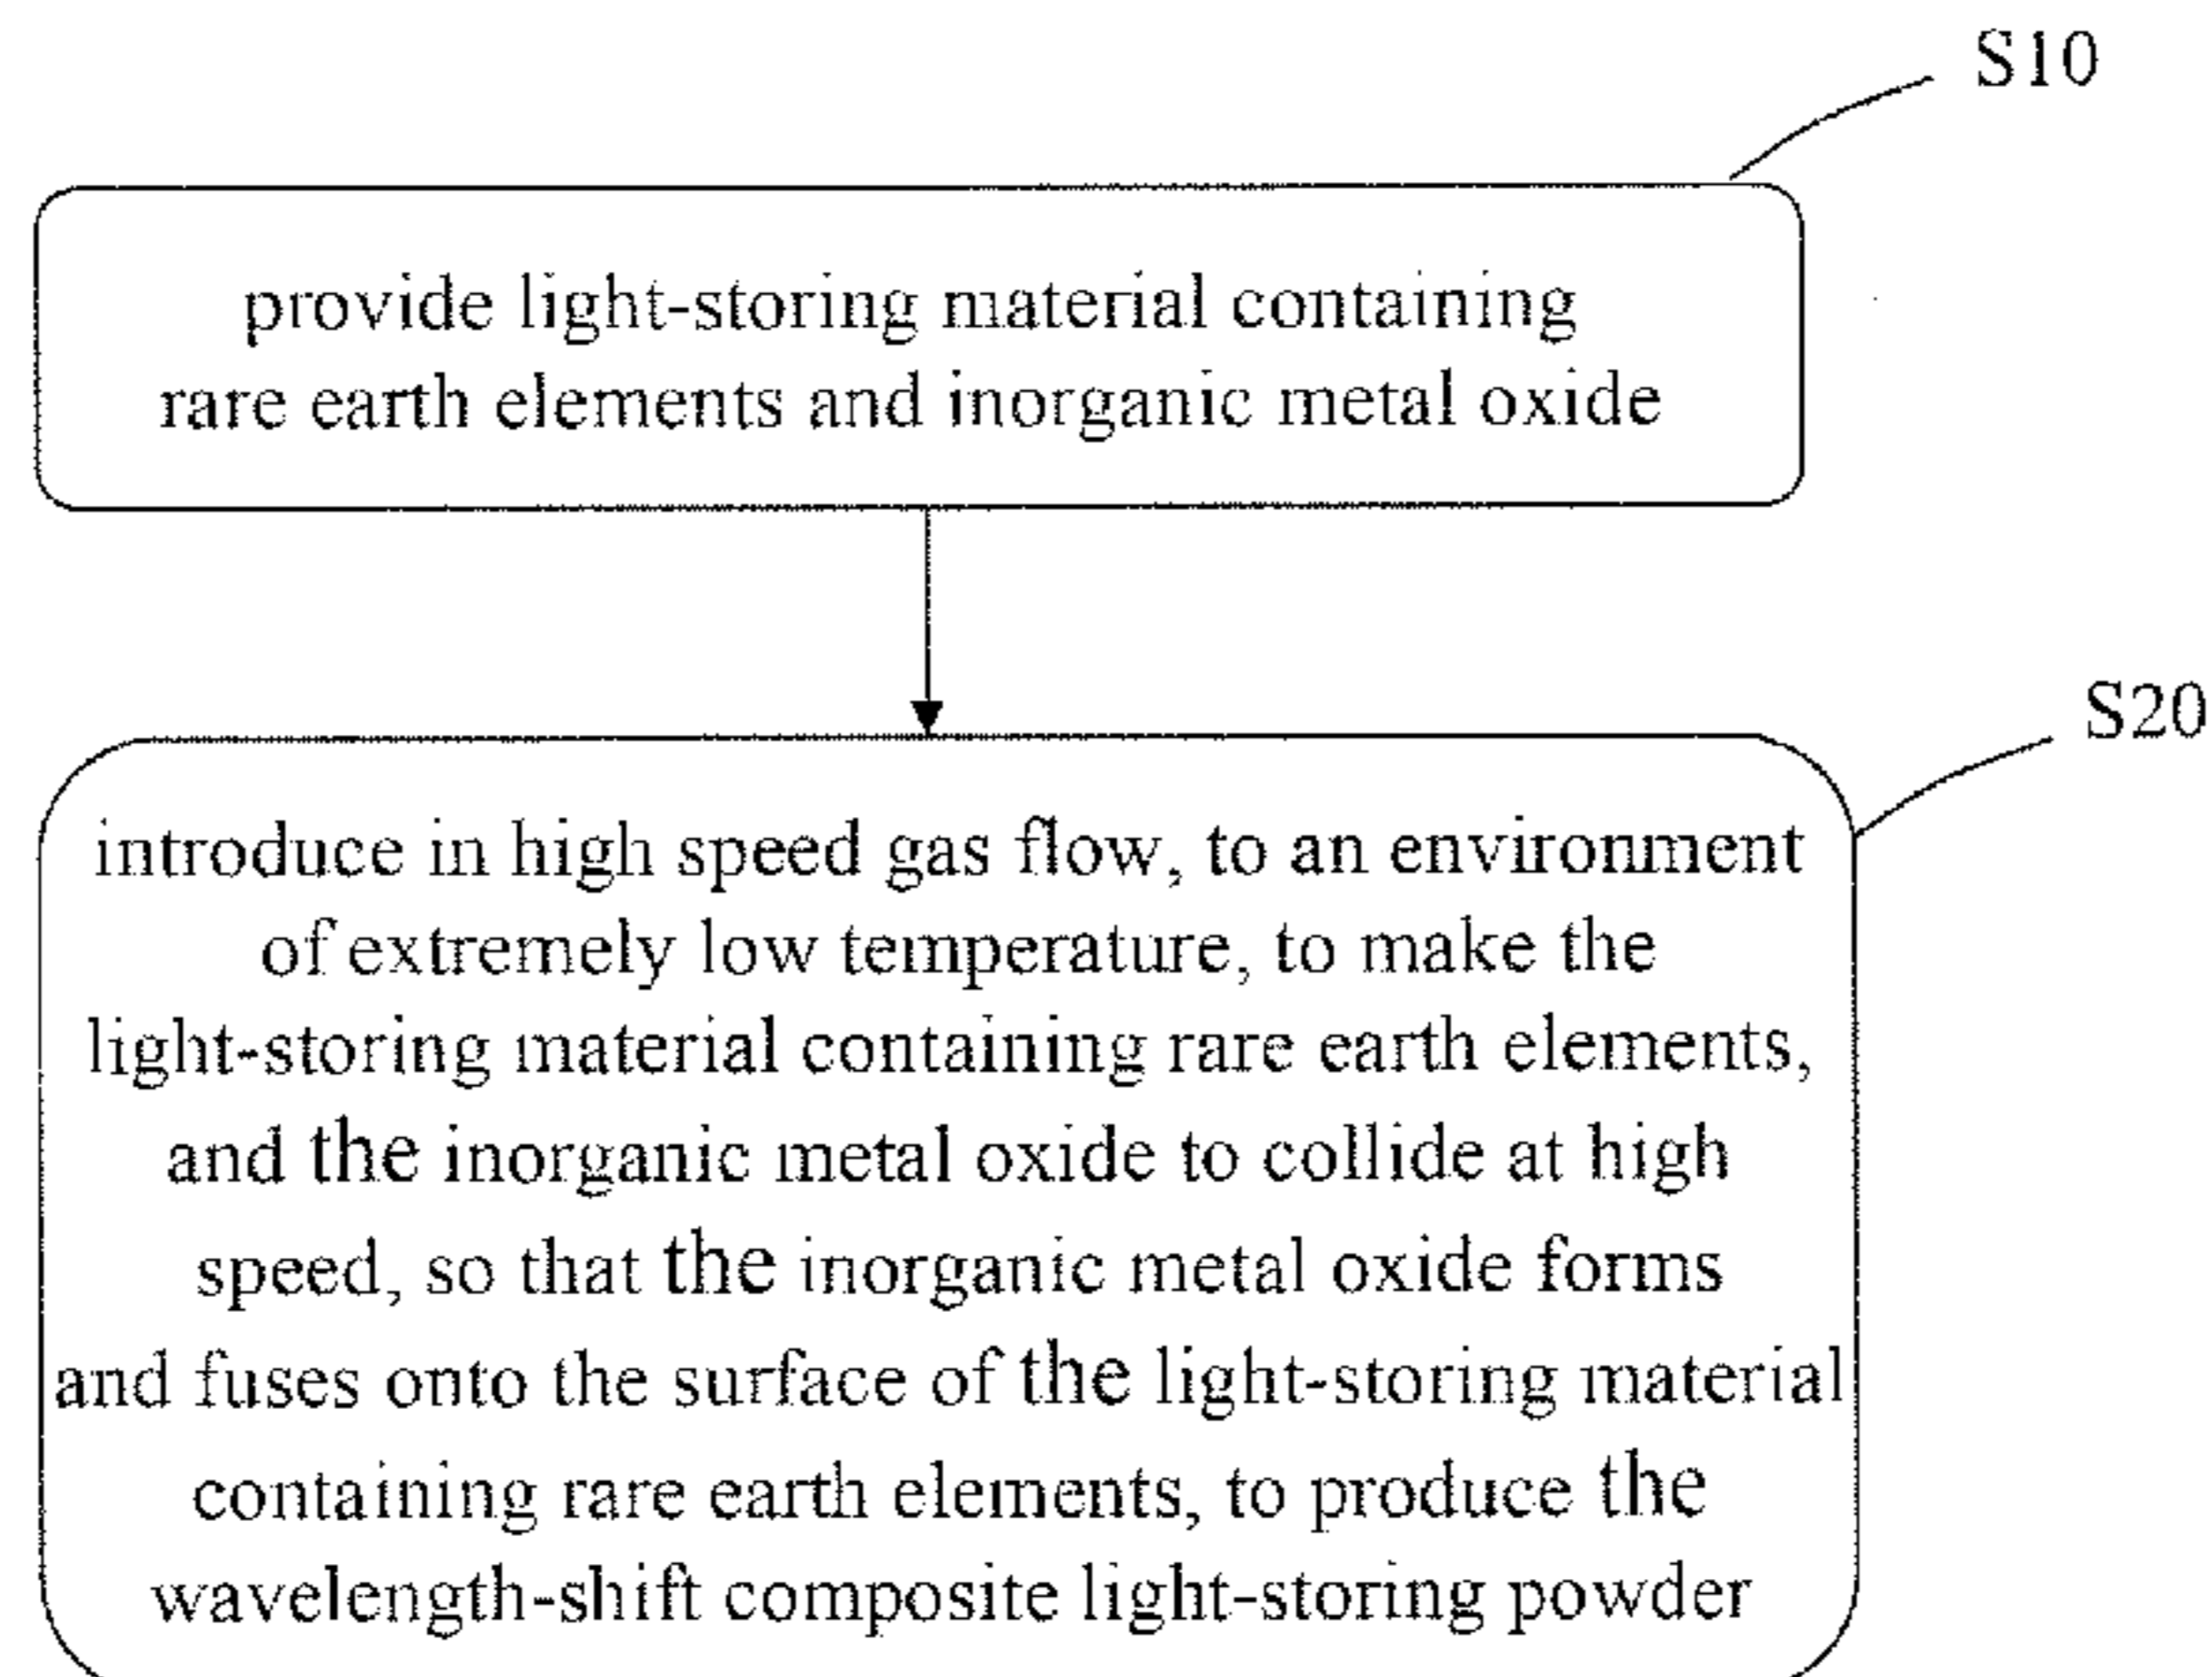 S10
provide light-storing material containing
rare earth elements and inorganic metal oxide
S20
introduce in high speed gas flow, to an environment
of extremely low temperature, to make the
light-storing material containing rare earth elements,
and the inorganic metal oxide to collide at high
speed, so that the inorganic metal oxide forms
and fuses onto the surface of the light-storing material
containing rare earth elements, to produce the
wavelength-shift composite light-storing powder